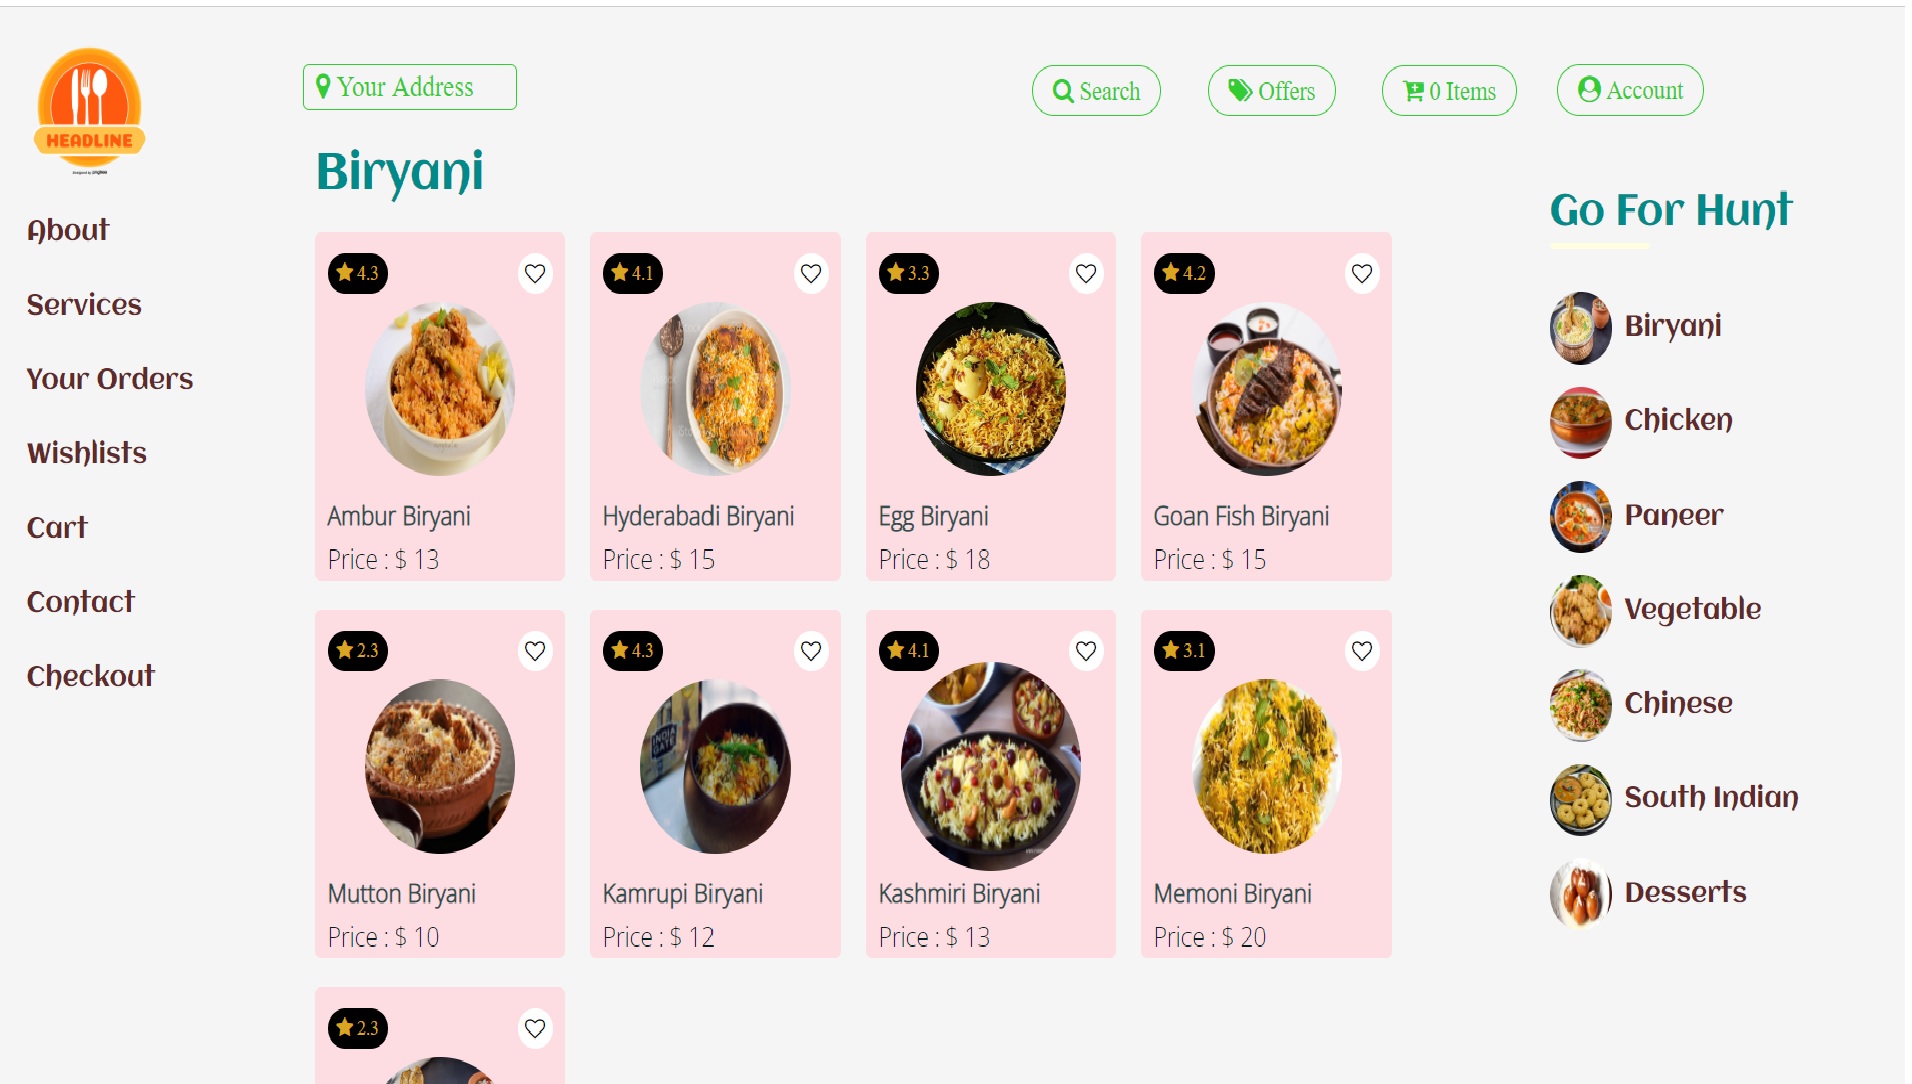 HEADLINE
Your Address
Search
Offers
0 Items
Account
About
Services
Your Orders
Wishlists
Cart
Contact
Checkout
Biryani
4.3
Ambur Biryani
Price : $ 13
4.1
Hyderabadi Biryani
Price : $ 15
3.3
Egg Biryani
Price : $ 18
4.2
Goan Fish Biryani
Price : $ 15
2.3
Mutton Biryani
Price : $ 10
4.3
INDIA
GATE
Kamrupi Biryani
Price : $ 12
4.1
Kashmiri Biryani
Price : $ 13
3.1
Memoni Biryani
Price : $ 20
2.3
Go For Hunt
Biryani
Chicken
Paneer
Vegetable
Chinese
South Indian
Desserts